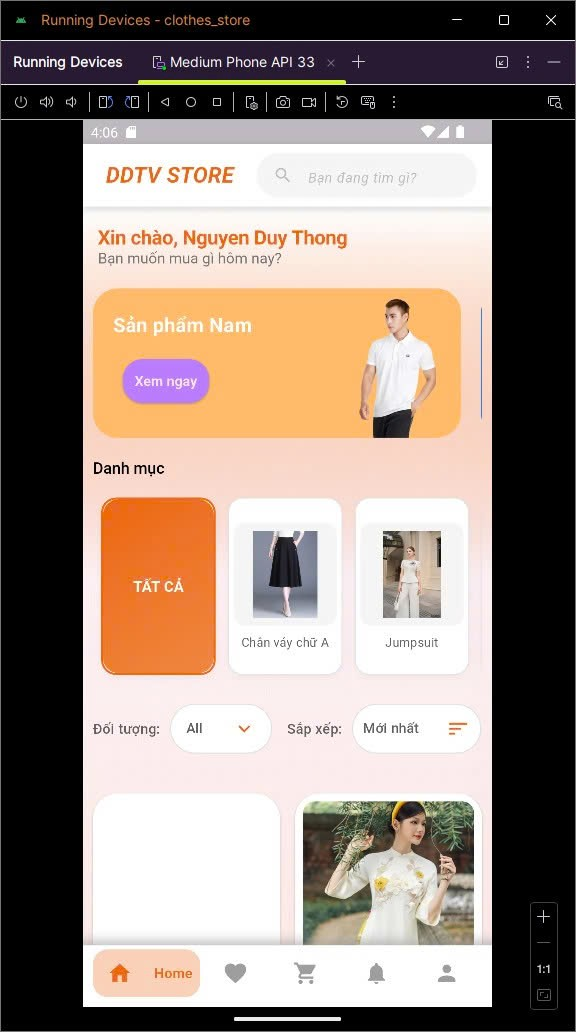 Running Devices - clothes_store
Running Devices
Medium Phone API 33
4:06
DDTV STORE
Bạn đang tìm gì?
Xin chào, Nguyen Duy Thong
Bạn muốn mua gì hôm nay?
Sản phẩm Nam
Xem ngay
Danh mục
TẤT CẢ
Chân váy chữ A
Jumpsuit
Đối tượng:
All
Sắp xếp:
Mới nhất
Home
1:1